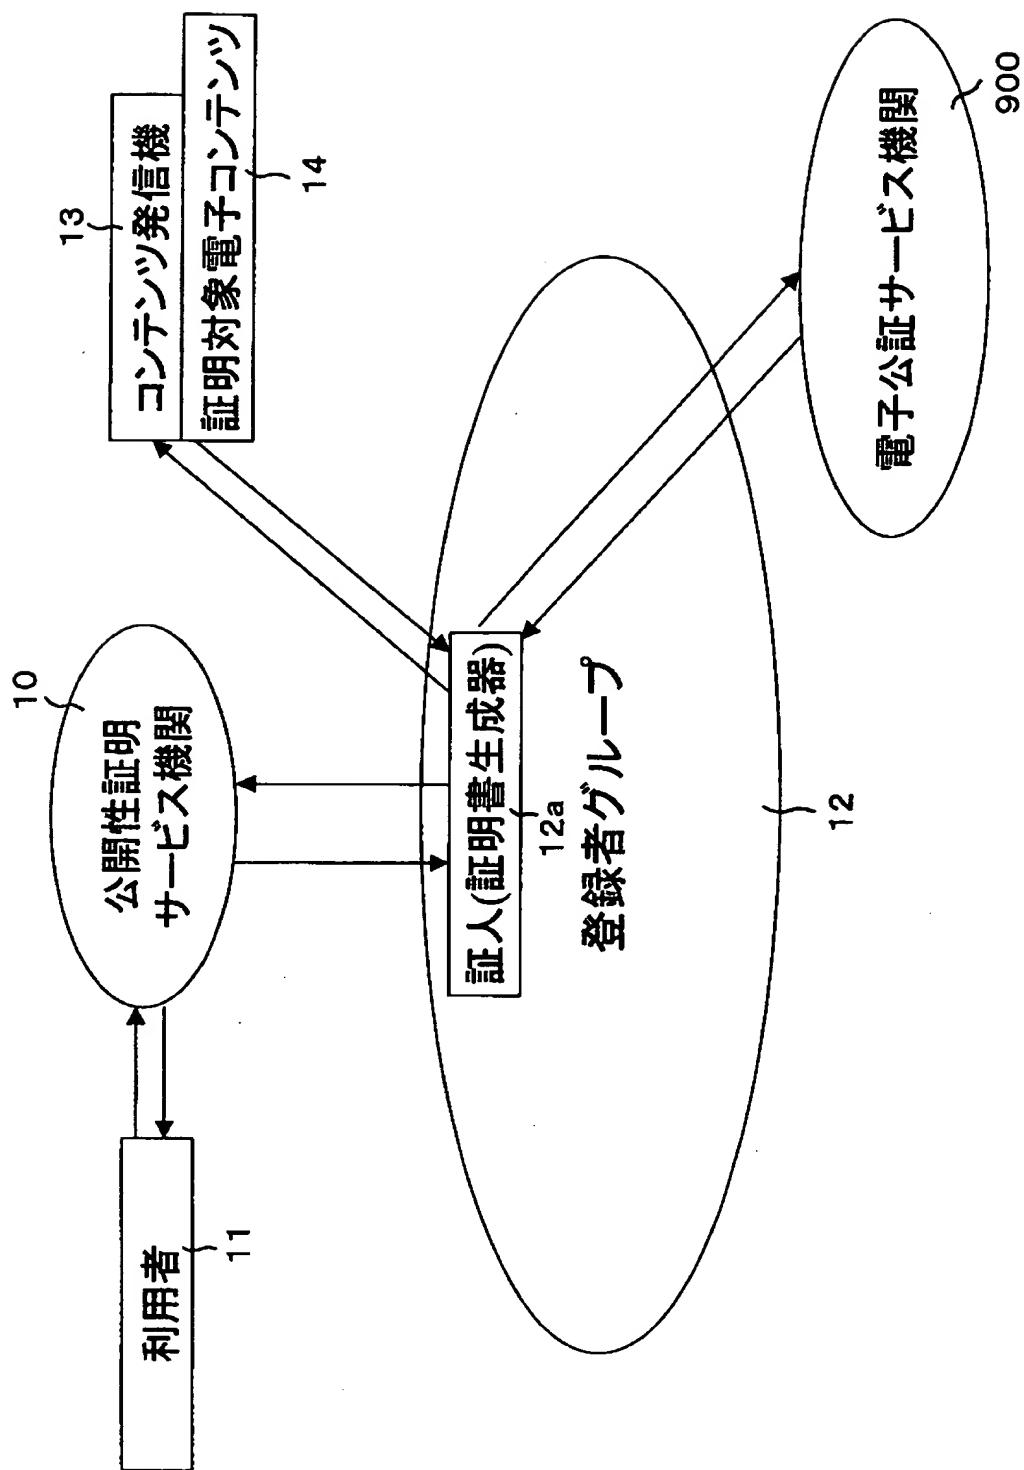 利用者
11
公開性証明
サービス機関
10
コンテンツ発信機
13
証明対象電子コンテンツ
14
証人(証明書生成器)
12a
登録者グループ
12
電子公証サービス機関
900